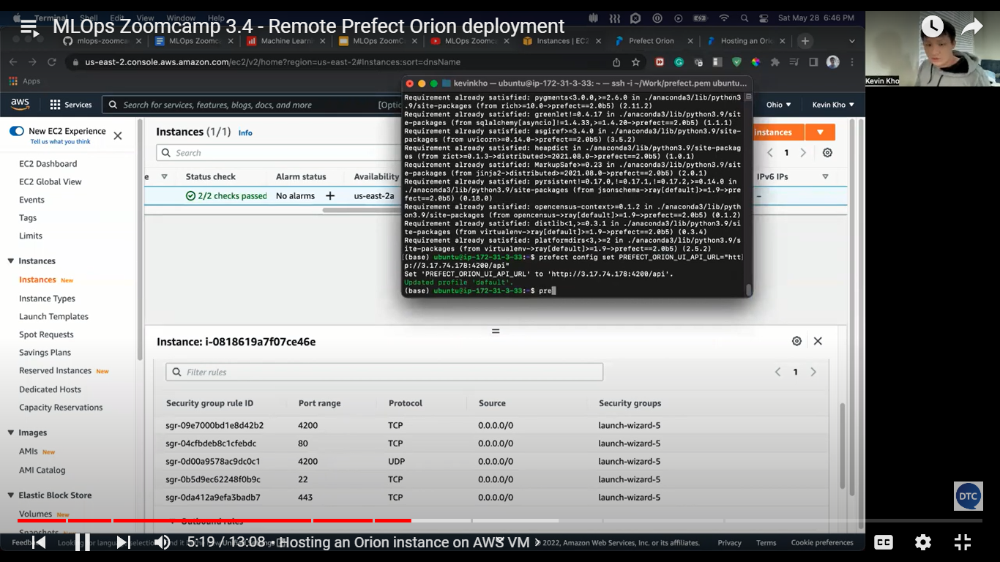 Terminal Shell Edit View Window Help Sat May 28 6:46 PM
MLOps Zoomcamp 3.4 - Remote Prefect Orion deployment
mlops-zoomca MLOps Zoomc Machine Learn MLOps ZoomC MLOps Zoomc Instances | EC2 Prefect Orion Hosting an Ori
us-east-2.console.aws.amazon.com/ec2/v2/home?region=us-east-2#Instances:sort=dnsName
Kevin Kho
Apps
aws Services Search for services, features, blogs, docs, and more [Optio Ohio Kevin Kho
kevinkho — ubuntu@ip-172-31-3-33: ~ — ssh -i ~/Work/prefect.pem ubuntu...
Requirement already satisfied: pygments<3.0.0,>=2.6.0 in ./anaconda3/lib/python3
.9/site-packages (from rich>=10.0->prefect==2.0b5) (2.11.2)
Requirement already satisfied: greenlet!=0.4.17 in ./anaconda3/lib/python3.9/sit
e-packages (from sqlalchemy[asyncio]!=1.4.33,>=1.4.20->prefect==2.0b5) (1.1.1)
Requirement already satisfied: asgiref>=3.4.0 in ./anaconda3/lib/python3.9/site-
packages (from uvicorn>=0.14.0->prefect==2.0b5) (3.5.2)
Requirement already satisfied: heapdict in ./anaconda3/lib/python3.9/site-packag
es (from zict>=0.1.3->distributed>=2021.08.0->prefect==2.0b5) (1.0.1)
Requirement already satisfied: MarkupSafe>=0.23 in ./anaconda3/lib/python3.9/sit
e-packages (from jinja2->distributed>=2021.08.0->prefect==2.0b5) (2.0.1)
Requirement already satisfied: pyrsistent!=0.17.0,!=0.17.1,!=0.17.2,>=0.14.0 in
./anaconda3/lib/python3.9/site-packages (from jsonschema->ray[default]>=1.9->pre
fect==2.0b5) (0.18.0)
Requirement already satisfied: opencensus-context>=0.1.2 in ./anaconda3/lib/pyth
on3.9/site-packages (from opencensus->ray[default]>=1.9->prefect==2.0b5) (0.1.2)
Requirement already satisfied: distlib<1,>=0.3.1 in ./anaconda3/lib/python3.9/si
te-packages (from virtualenv->ray[default]>=1.9->prefect==2.0b5) (0.3.4)
Requirement already satisfied: platformdirs<3,>=2 in ./anaconda3/lib/python3.9/s
ite-packages (from virtualenv->ray[default]>=1.9->prefect==2.0b5) (2.5.2)
(base) ubuntu@ip-172-31-3-33:~$ prefect config set PREFECT_ORION_UI_API_URL="htt
p://3.17.74.178:4200/api"
Set 'PREFECT_ORION_UI_API_URL' to 'http://3.17.74.178:4200/api'.
Updated profile 'default'.
(base) ubuntu@ip-172-31-3-33:~$ pre
New EC2 Experience
Tell us what you think
EC2 Dashboard
EC2 Global View
Events
Tags
Limits
Instances
Instances New
Instance Types
Launch Templates
Spot Requests
Savings Plans
Reserved Instances New
Dedicated Hosts
Capacity Reservations
Images
AMIs New
AMI Catalog
Elastic Block Store
Volumes New
Snapshots
Instances (1/1) Info instances
Search 1
Status check Alarm status Availability IPv6 IPs
2/2 checks passed No alarms + us-east-2a –
Instance: i-0818619a7f07ce46e
Filter rules 1
Security group rule ID Port range Protocol Source Security groups
sgr-09e7000bd1e8d42b2 4200 TCP 0.0.0.0/0 launch-wizard-5
sgr-04cfbdeb8c1cfebdc 80 TCP 0.0.0.0/0 launch-wizard-5
sgr-0d00a9578ac9dc0c1 4200 UDP 0.0.0.0/0 launch-wizard-5
sgr-0b5d9ec62248f0b9c 22 TCP 0.0.0.0/0 launch-wizard-5
sgr-0da412a9efa3badb7 443 TCP 0.0.0.0/0 launch-wizard-5
Outbound rules
DTC
5:19 / 13:08 • Hosting an Orion instance on AWS VM
2022, Amazon Web Services, Inc. or its affiliates. Privacy Terms Cookie preferences
CC